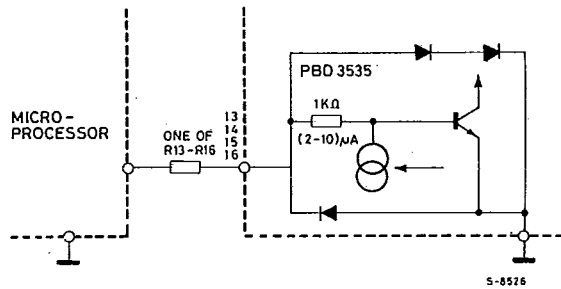 PBD 3535
MICRO-
PROCESSOR
ONE OF
R13-R16
13
14
15
16
1KΩ
(2-10)μA
S-8526